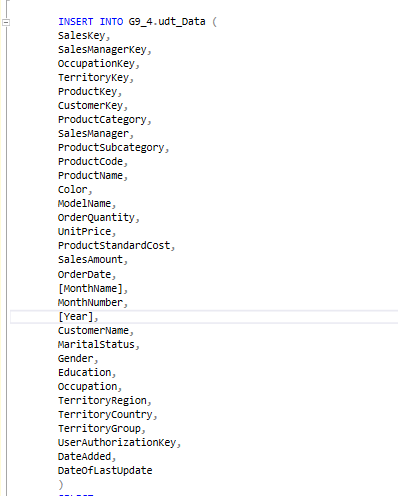 INSERT INTO G9_4.udt_Data (
SalesKey,
SalesManagerKey,
OccupationKey,
TerritoryKey,
ProductKey,
CustomerKey,
ProductCategory,
SalesManager,
ProductSubcategory,
ProductCode,
ProductName,
Color,
ModelName,
OrderQuantity,
UnitPrice,
ProductStandardCost,
SalesAmount,
OrderDate,
[MonthName],
MonthNumber,
[Year],
CustomerName,
MaritalStatus,
Gender,
Education,
Occupation,
TerritoryRegion,
TerritoryCountry,
TerritoryGroup,
UserAuthorizationKey,
DateAdded,
DateOfLastUpdate
)